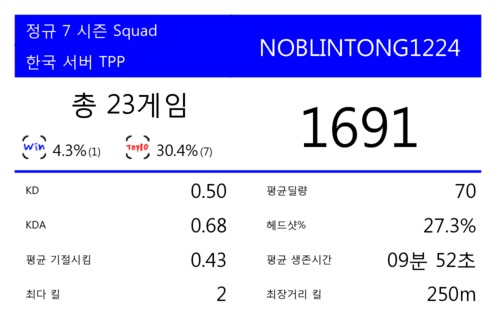 정규 7 시즌 Squad
한국 서버 TPP
NOBLINTONG1224
총 23게임
Win 4.3% (1)
TOP10 30.4% (7)
1691
KD 0.50
평균딜량 70
KDA 0.68
헤드샷% 27.3%
평균 기절시킴 0.43
평균 생존시간 09분 52초
최다 킬 2
최장거리 킬 250m